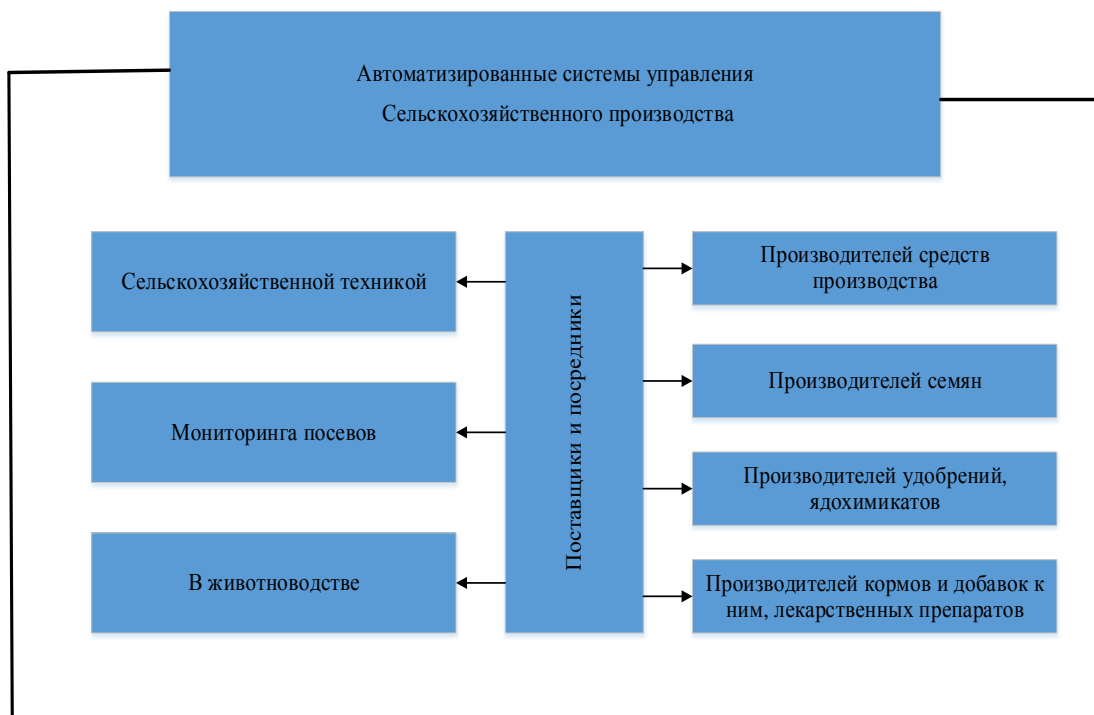 Автоматизированные системы управления
Сельскохозяйственного производства
Сельскохозяйственной техникой
Мониторинга посевов
В животноводстве
Поставщики и посредники
Производителей средств
производства
Производителей семян
Производителей удобрений,
ядохимикатов
Производителей кормов и добавок к
ним, лекарственных препаратов